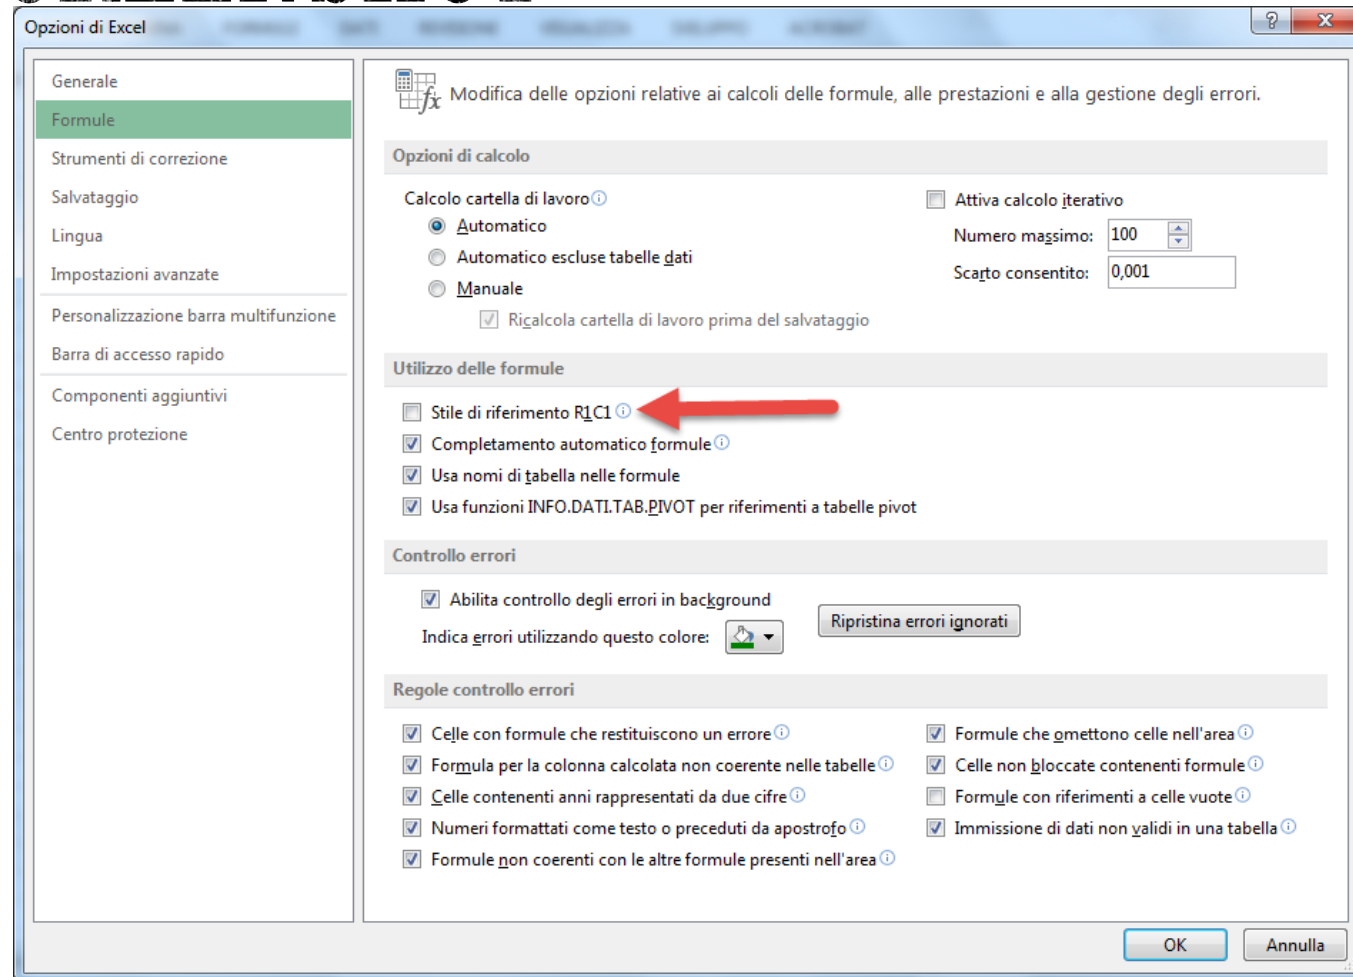 Opzioni di Excel
Generale
Formule
Strumenti di correzione
Salvataggio
Lingua
Impostazioni avanzate
Personalizzazione barra multifunzione
Barra di accesso rapido
Componenti aggiuntivi
Centro protezione
Modifica delle opzioni relative ai calcoli delle formule, alle prestazioni e alla gestione degli errori.
Opzioni di calcolo
Calcolo cartella di lavoro
Automatico
Automatico escluse tabelle dati
Manuale
Ricalcola cartella di lavoro prima del salvataggio
Attiva calcolo iterativo
Numero massimo: 100
Scarto consentito: 0,001
Utilizzo delle formule
Stile di riferimento R1C1
Completamento automatico formule
Usa nomi di tabella nelle formule
Usa funzioni INFO.DATI.TAB.PIVOT per riferimenti a tabelle pivot
Controllo errori
Abilita controllo degli errori in background
Indica errori utilizzando questo colore:
Ripristina errori ignorati
Regole controllo errori
Celle con formule che restituiscono un errore
Formula per la colonna calcolata non coerente nelle tabelle
Celle contenenti anni rappresentati da due cifre
Numeri formattati come testo o preceduti da apostrofo
Formule non coerenti con le altre formule presenti nell'area
Formule che omettono celle nell'area
Celle non bloccate contenenti formule
Formule con riferimenti a celle vuote
Immissione di dati non validi in una tabella
OK
Annulla